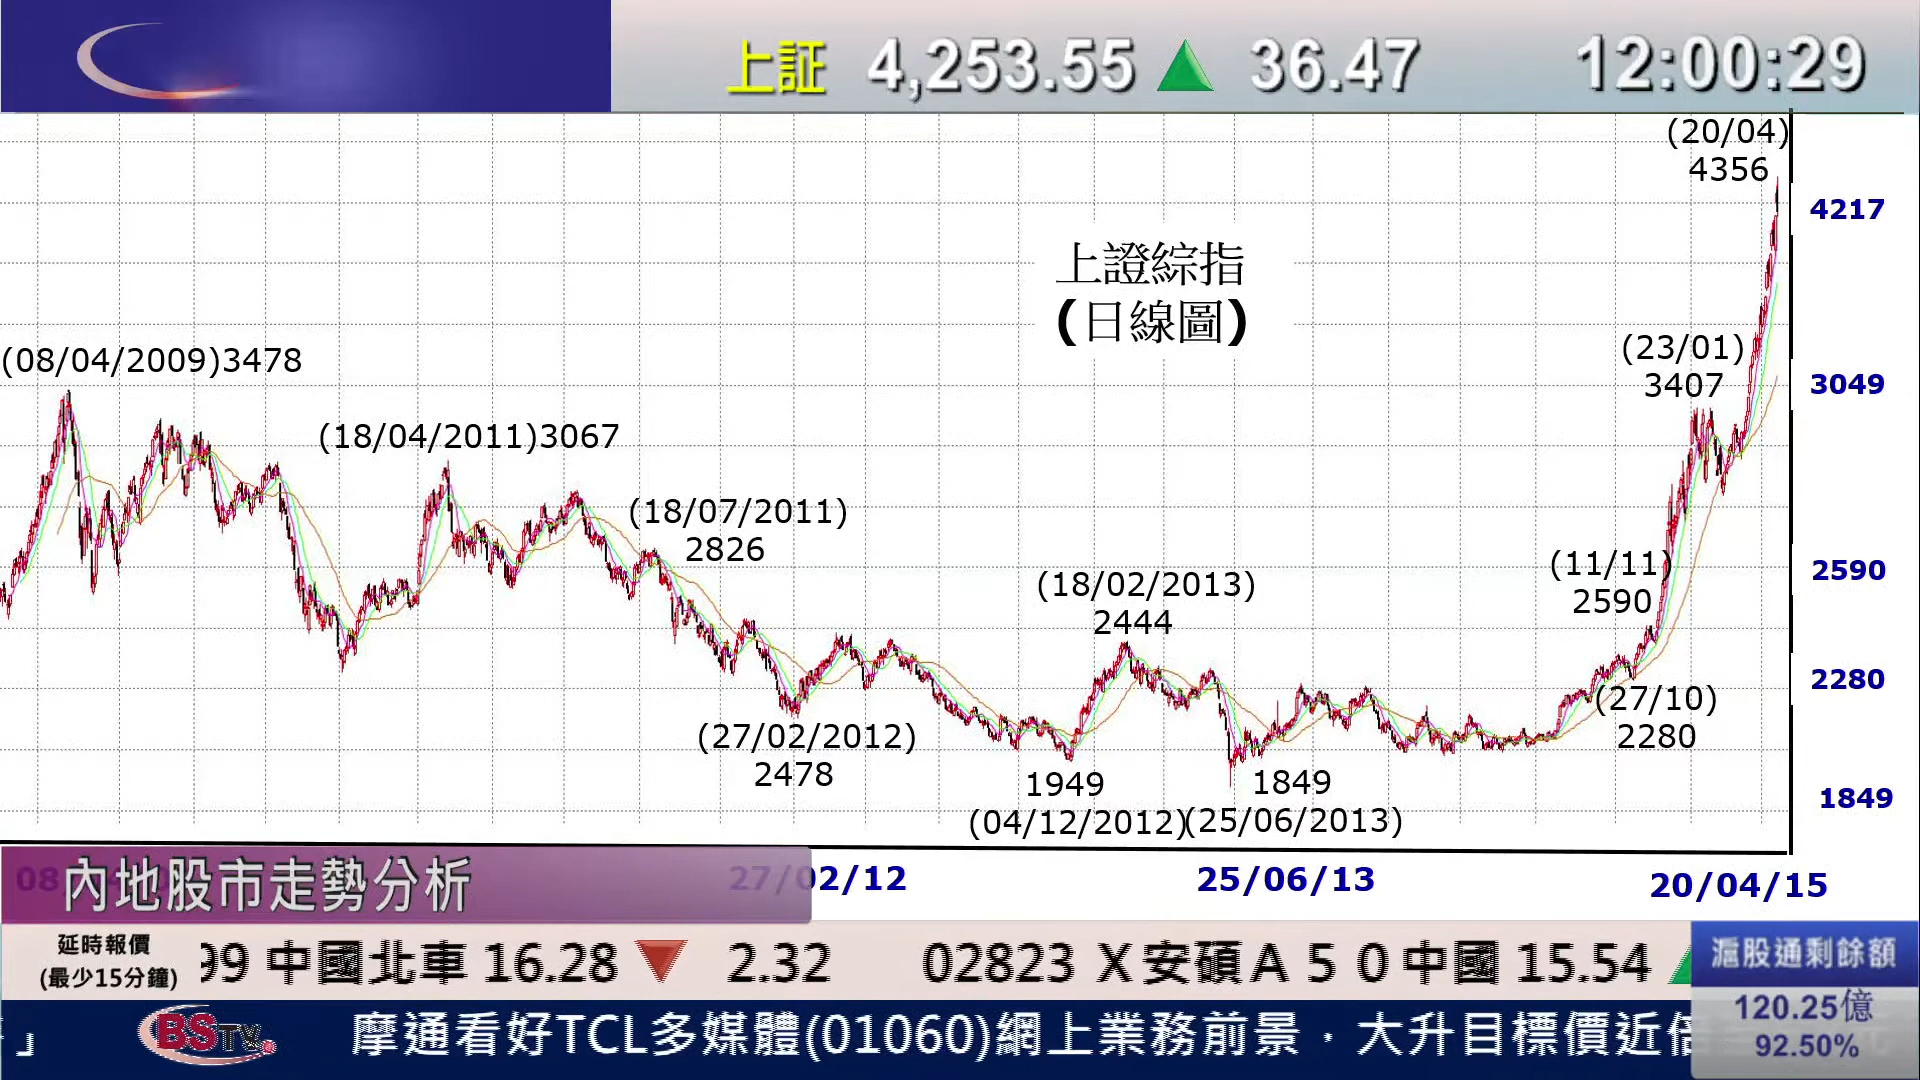 上証 4,253.55 ▲ 36.47 12:00:29
(20/04)
4356
4217
上證綜指
(日線圖)
(23/01)
3407
3049
(08/04/2009)3478
(18/04/2011)3067
(18/07/2011)
2826
(11/11)
2590
2590
(18/02/2013)
2444
(27/10)
2280
2280
(27/02/2012)
2478
1949
(04/12/2012)
1849
(25/06/2013)
1849
內地股市走勢分析
27/02/12
25/06/13
20/04/15
延時報價
(最少15分鐘)
99 中國北車 16.28 ▼ 2.32 02823 X安碩A50中國 15.54
滬股通剩餘額
120.25億
92.50%
BSTV
」 摩通看好TCL多媒體(01060)網上業務前景，大升目標價近倍